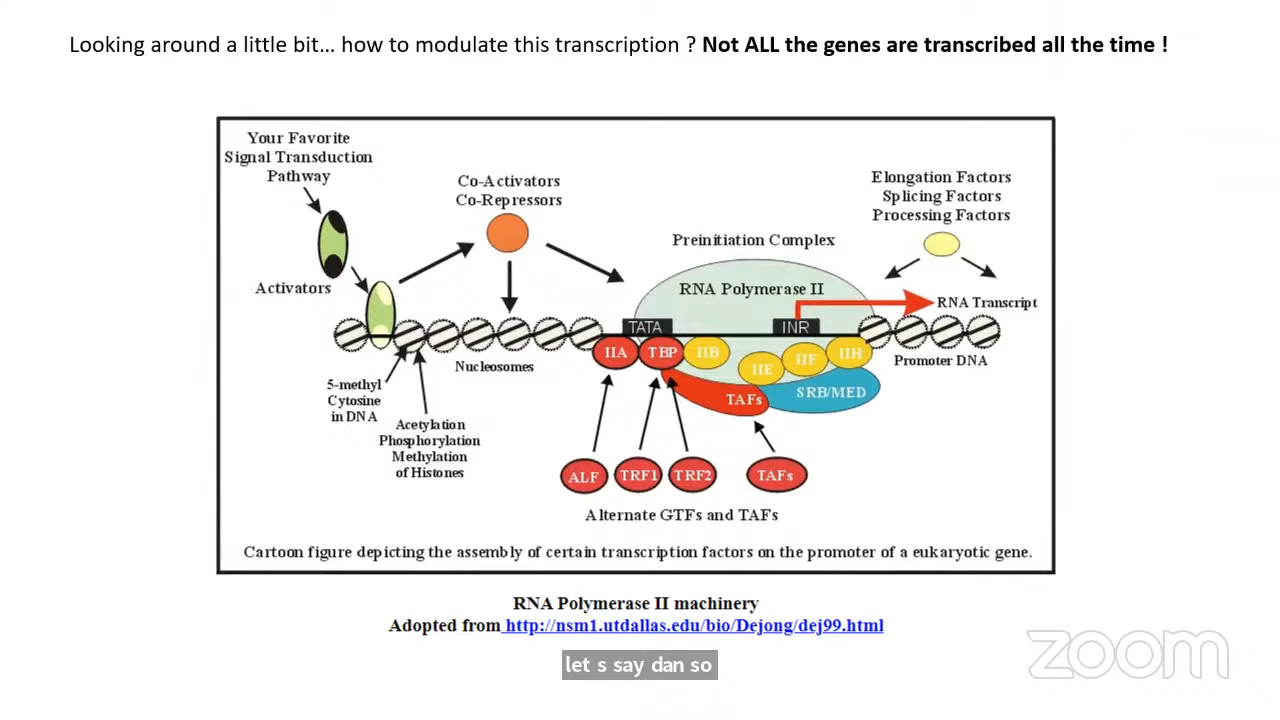 Looking around a little bit... how to modulate this transcription ? Not ALL the genes are transcribed all the time !
Your Favorite
Signal Transduction
Pathway
Co-Activators
Co-Repressors
Elongation Factors
Splicing Factors
Processing Factors
Preinitiation Complex
Activators
RNA Polymerase II
RNA Transcript
TATA
INR
IIA
TBP
IIB
IIE
IIF
IIH
Nucleosomes
Promoter DNA
5-methyl
Cytosine
in DNA
TAFs
SRB/MED
Acetylation
Phosphorylation
Methylation
of Histones
ALF
TRF1
TRF2
TAFs
Alternate GTFs and TAFs
Cartoon figure depicting the assembly of certain transcription factors on the promoter of a eukaryotic gene.
RNA Polymerase II machinery
Adopted from http://nsm1.utdallas.edu/bio/Dejong/dej99.html
let s say dan so
zoom